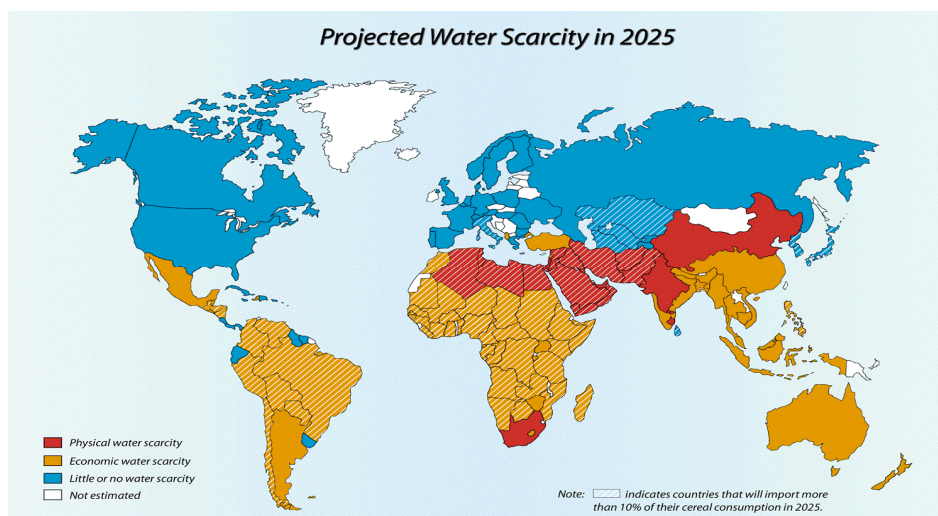 Projected Water Scarcity in 2025
Physical water scarcity
Economic water scarcity
Little or no water scarcity
Not estimated
Note: indicates countries that will import more
than 10% of their cereal consumption in 2025.